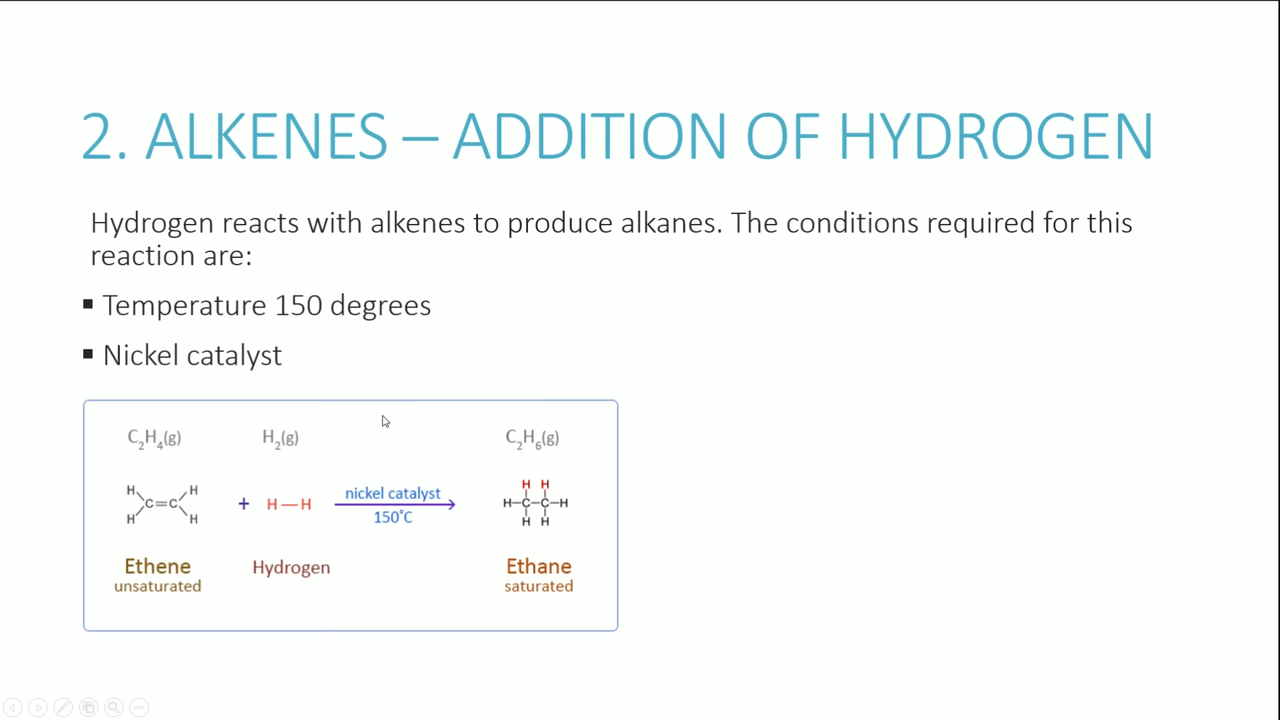 2. ALKENES – ADDITION OF HYDROGEN
Hydrogen reacts with alkenes to produce alkanes. The conditions required for this
reaction are:
▪ Temperature 150 degrees
▪ Nickel catalyst
C₂H₄(g) H₂(g) C₂H₆(g)
H H H H
C=C + H—H nickel catalyst H-C-C-H
H H 150°C H H
Ethene Hydrogen Ethane
unsaturated saturated